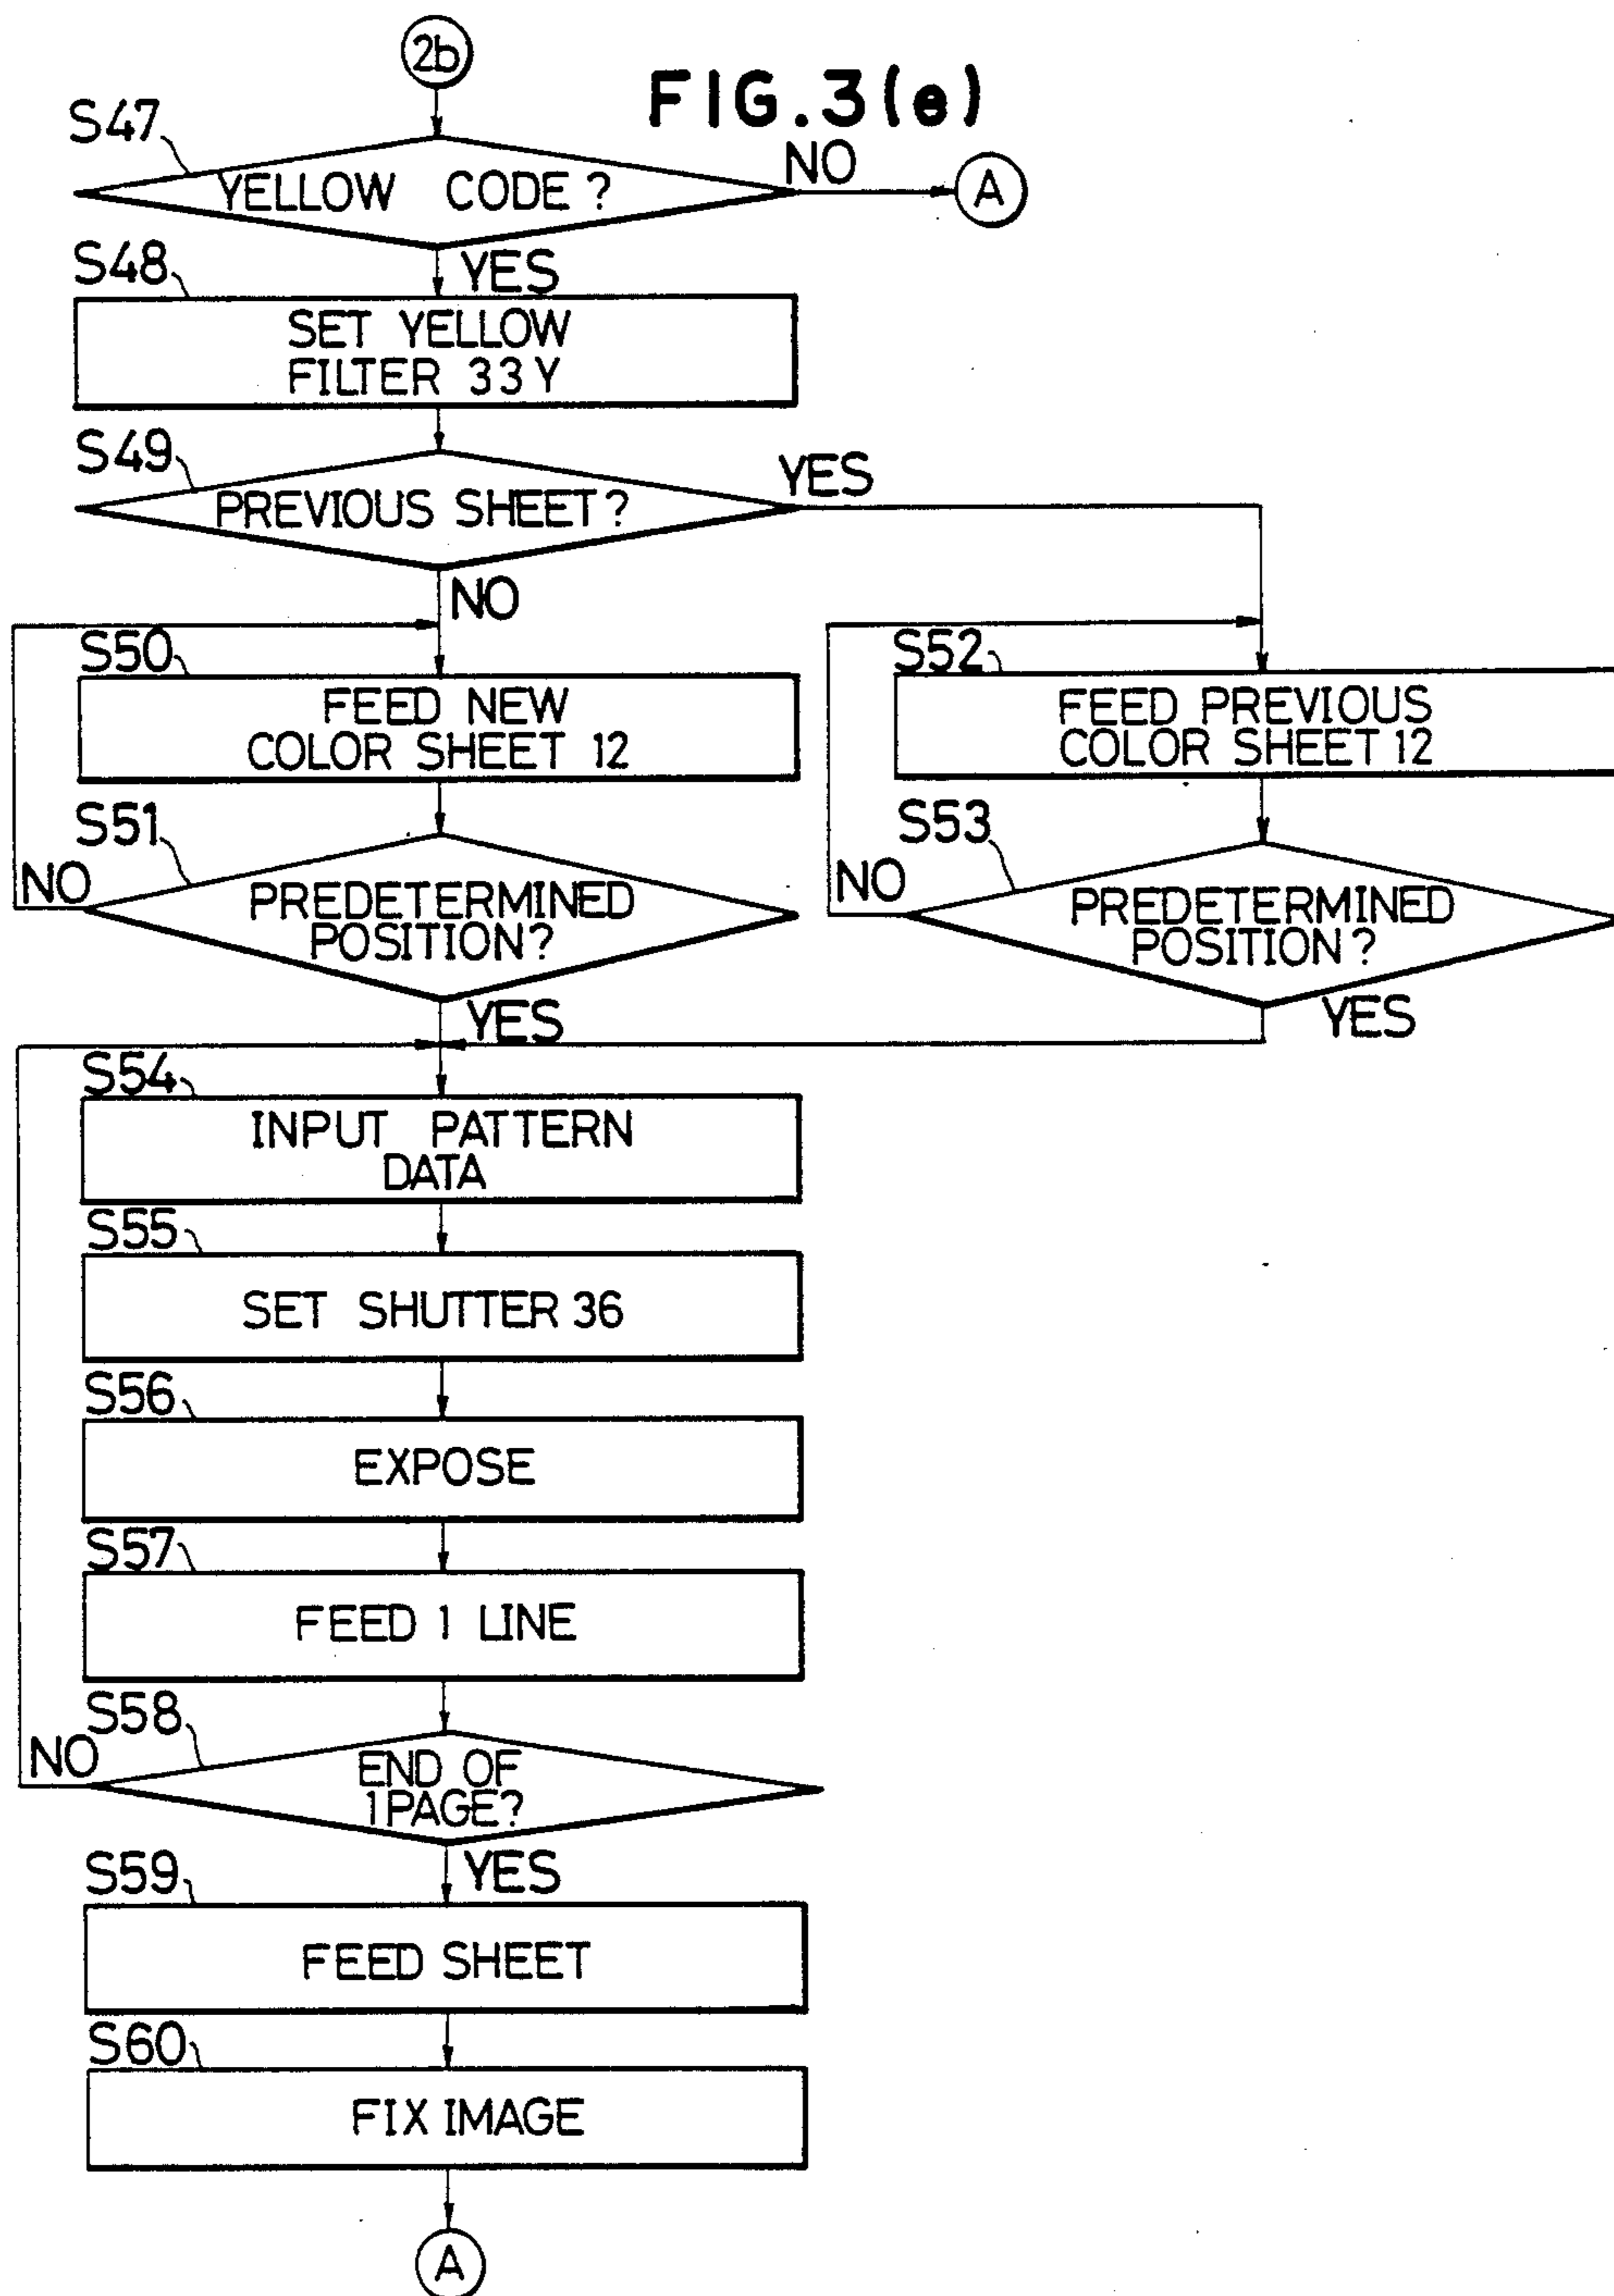 2b
FIG.3(e)
S47
YELLOW CODE?
NO
A
YES
S48
SET YELLOW
FILTER 33Y
S49
PREVIOUS SHEET?
YES
NO
S50
FEED NEW
COLOR SHEET 12
S52
FEED PREVIOUS
COLOR SHEET 12
S51
NO
PREDETERMINED
POSITION?
YES
S53
NO
PREDETERMINED
POSITION?
YES
S54
INPUT PATTERN
DATA
S55
SET SHUTTER 36
S56
EXPOSE
S57
FEED 1 LINE
S58
NO
END OF
1 PAGE?
YES
S59
FEED SHEET
S60
FIX IMAGE
A